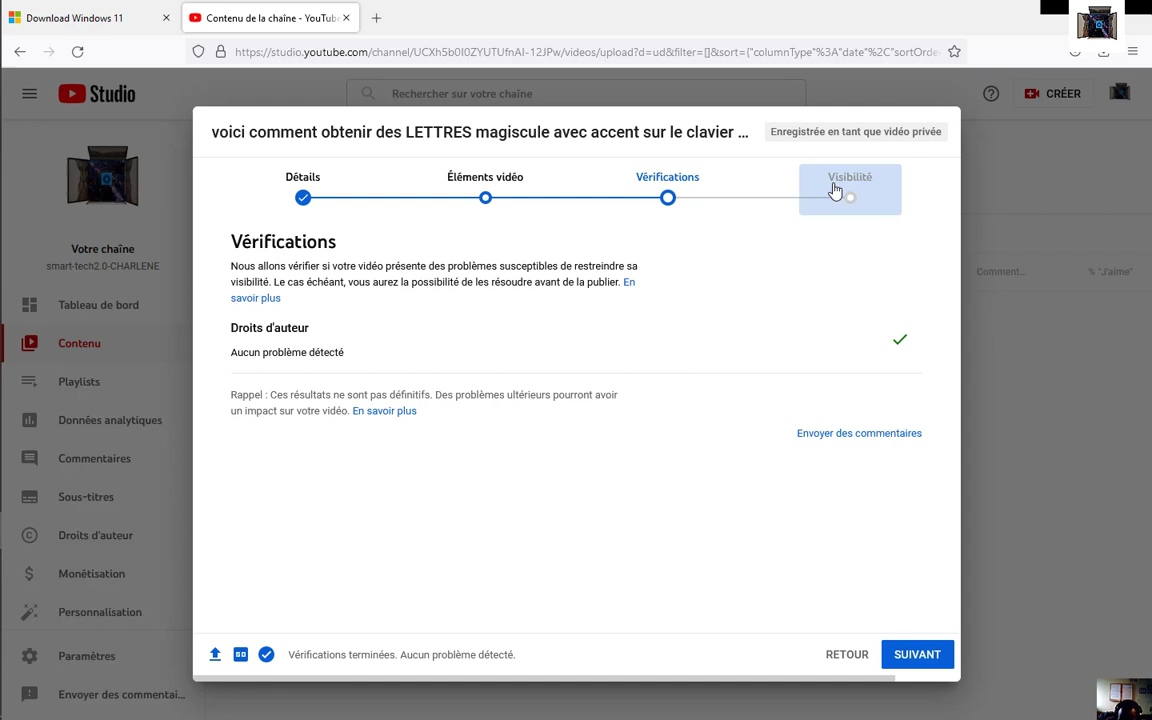 Download Windows 11
Contenu de la chaîne - YouTub
https://studio.youtube.com/channel/UCXh5b0I0ZYUTUfnAI-12JPw/videos/upload?d=ud&filter=[]&sort={"columnType"%3A"date"%2C"sortOrde
Studio
Rechercher sur votre chaîne
CRÉER
voici comment obtenir des LETTRES magiscule avec accent sur le clavier ...
Enregistrée en tant que vidéo privée
Détails
Éléments vidéo
Vérifications
Visibilité
Vérifications
Nous allons vérifier si votre vidéo présente des problèmes susceptibles de restreindre sa
visibilité. Le cas échéant, vous aurez la possibilité de les résoudre avant de la publier. En
savoir plus
Droits d'auteur
Aucun problème détecté
Rappel : Ces résultats ne sont pas définitifs. Des problèmes ultérieurs pourront avoir
un impact sur votre vidéo. En savoir plus
Envoyer des commentaires
Vérifications terminées. Aucun problème détecté.
RETOUR
SUIVANT
Votre chaîne
smart-tech2.0-CHARLENE
Tableau de bord
Contenu
Playlists
Données analytiques
Commentaires
Sous-titres
Droits d'auteur
Monétisation
Personnalisation
Paramètres
Envoyer des commentai...
Comment...
% "J'aime"